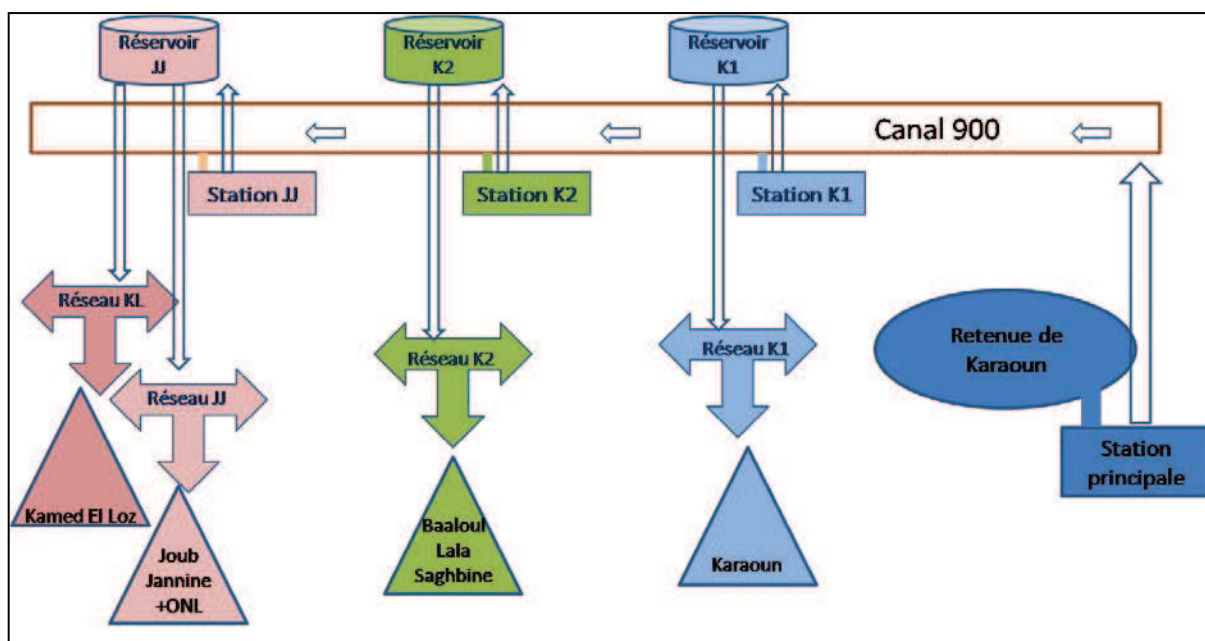 Réservoir
JJ
Réservoir
K2
Réservoir
K1
Canal 900
Station JJ
Station K2
Station K1
Réseau KL
Réseau JJ
Réseau K2
Réseau K1
Retenue de
Karaoun
Station
principale
Kamed El Loz
Joub
Jannine
+ONL
Baaloul
Lala
Saghbine
Karaoun